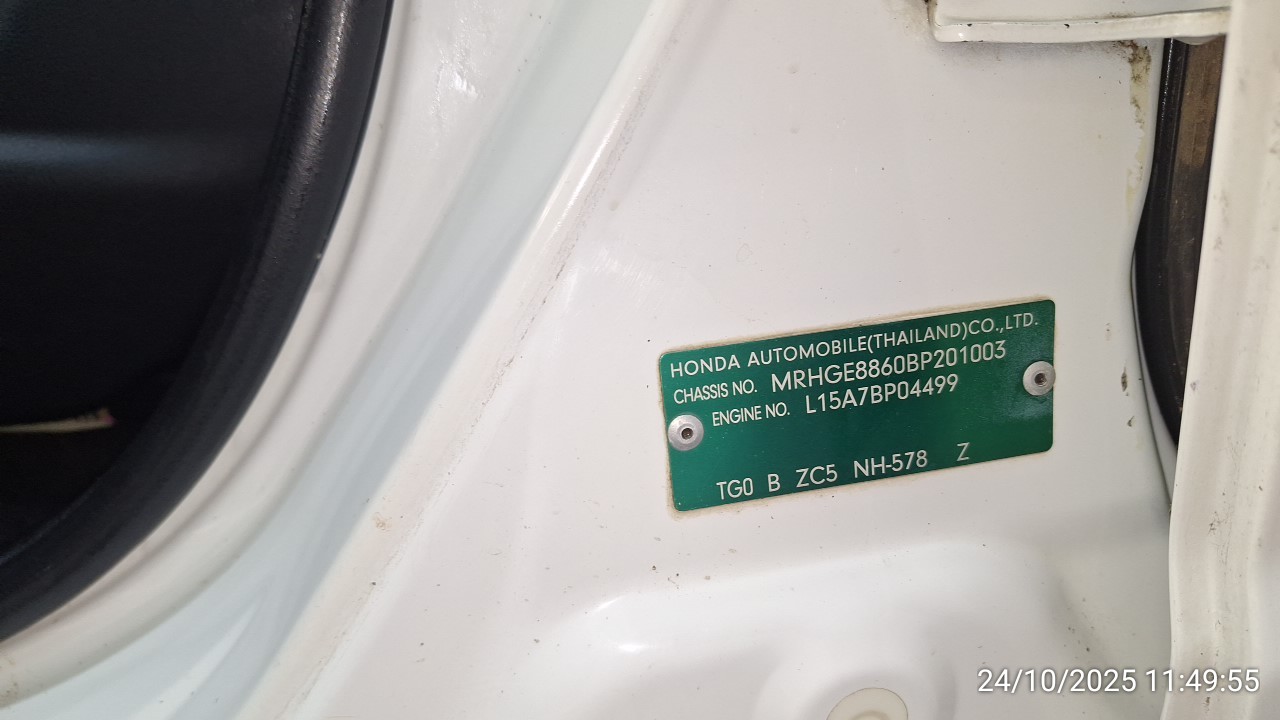 HONDA AUTOMOBILE(THAILAND)CO.,LTD.
CHASSIS NO. MRHGE8860BP201003
ENGINE NO. L15A7BP04499
TG0 B ZC5 NH-578 Z
24/10/2025 11:49:55